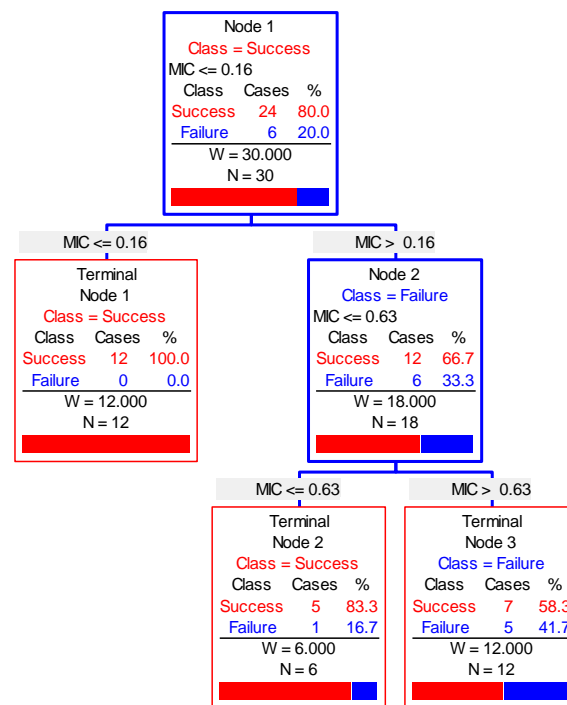 Node 1
Class = Success
MIC <= 0.16
Class Cases %
Success 24 80.0
Failure 6 20.0
W = 30.000
N = 30
MIC <= 0.16
MIC > 0.16
Terminal
Node 1
Class = Success
Class Cases %
Success 12 100.0
Failure 0 0.0
W = 12.000
N = 12
Node 2
Class = Failure
MIC <= 0.63
Class Cases %
Success 12 66.7
Failure 6 33.3
W = 18.000
N = 18
MIC <= 0.63
MIC > 0.63
Terminal
Node 2
Class = Success
Class Cases %
Success 5 83.3
Failure 1 16.7
W = 6.000
N = 6
Terminal
Node 3
Class = Failure
Class Cases %
Success 7 58.3
Failure 5 41.7
W = 12.000
N = 12